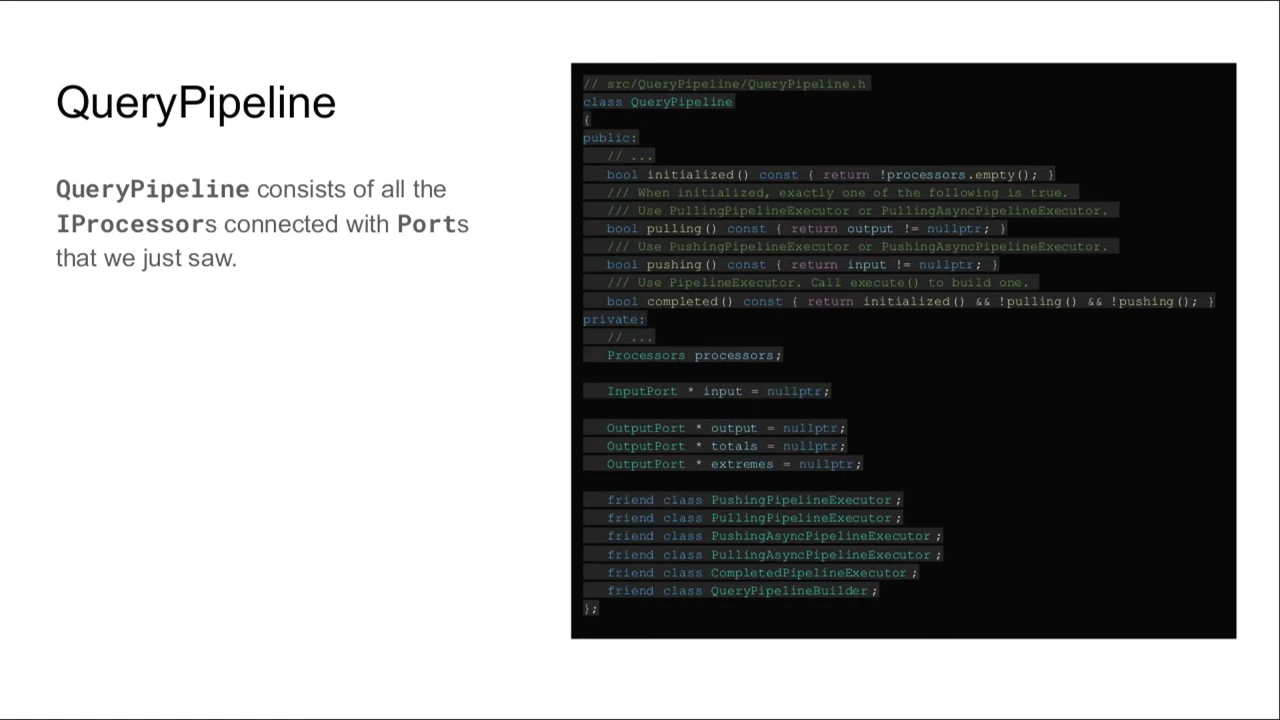 QueryPipeline
QueryPipeline consists of all the
IProcessors connected with Ports
that we just saw.
// src/QueryPipeline/QueryPipeline.h
class QueryPipeline
{
public:
// ...
bool initialized() const { return !processors.empty(); }
/// When initialized, exactly one of the following is true.
/// Use PullingPipelineExecutor or PullingAsyncPipelineExecutor.
bool pulling() const { return output != nullptr; }
/// Use PushingPipelineExecutor or PushingAsyncPipelineExecutor.
bool pushing() const { return input != nullptr; }
/// Use PipelineExecutor. Call execute() to build one.
bool completed() const { return initialized() && !pulling() && !pushing(); }
private:
// ...
Processors processors;
InputPort * input = nullptr;
OutputPort * output = nullptr;
OutputPort * totals = nullptr;
OutputPort * extremes = nullptr;
friend class PushingPipelineExecutor;
friend class PullingPipelineExecutor;
friend class PushingAsyncPipelineExecutor;
friend class PullingAsyncPipelineExecutor;
friend class CompletedPipelineExecutor;
friend class QueryPipelineBuilder;
};